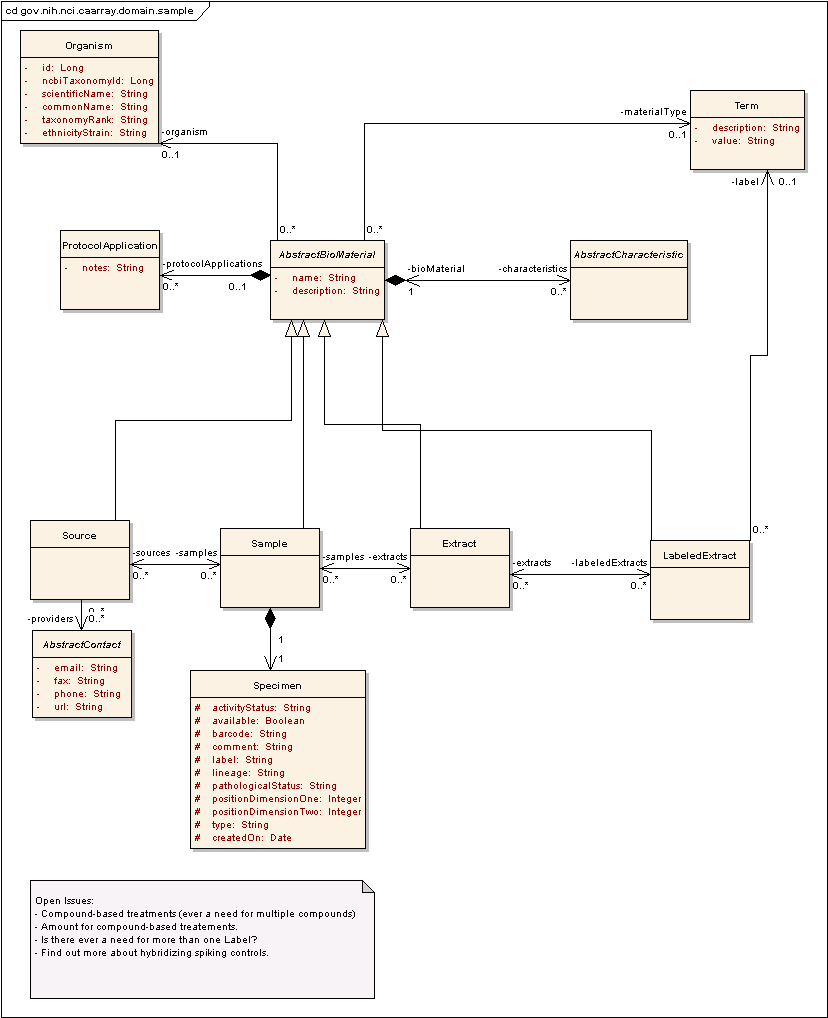 cd gov.nih.nci.caarray.domain.sample
Organism
- id: Long
- ncbiTaxonomyId: Long
- scientificName: String
- commonName: String
- taxonomyRank: String
- ethnicityStrain: String
-organism
0..1
0..*
-materialType
0..1
0..*
Term
- description: String
- value: String
-label
0..1
ProtocolApplication
- notes: String
-protocolApplications
0..*
0..1
AbstractBioMaterial
- name: String
- description: String
-bioMaterial
1
-characteristics
0..*
AbstractCharacteristic
Source
-sources
0..*
-samples
0..*
Sample
-samples
0..*
-extracts
0..*
Extract
-extracts
0..*
-labeledExtracts
0..*
0..*
LabeledExtract
0..*
-providers
0..*
AbstractContact
- email: String
- fax: String
- phone: String
- url: String
1
1
Specimen
# activityStatus: String
# available: Boolean
# barcode: String
# comment: String
# label: String
# lineage: String
# pathologicalStatus: String
# positionDimensionOne: Integer
# positionDimensionTwo: Integer
# type: String
# createdOn: Date
Open Issues:
- Compound-based treatments (ever a need for multiple compounds)
- Amount for compound-based treatements.
- Is there ever a need for more than one Label?
- Find out more about hybridizing spiking controls.